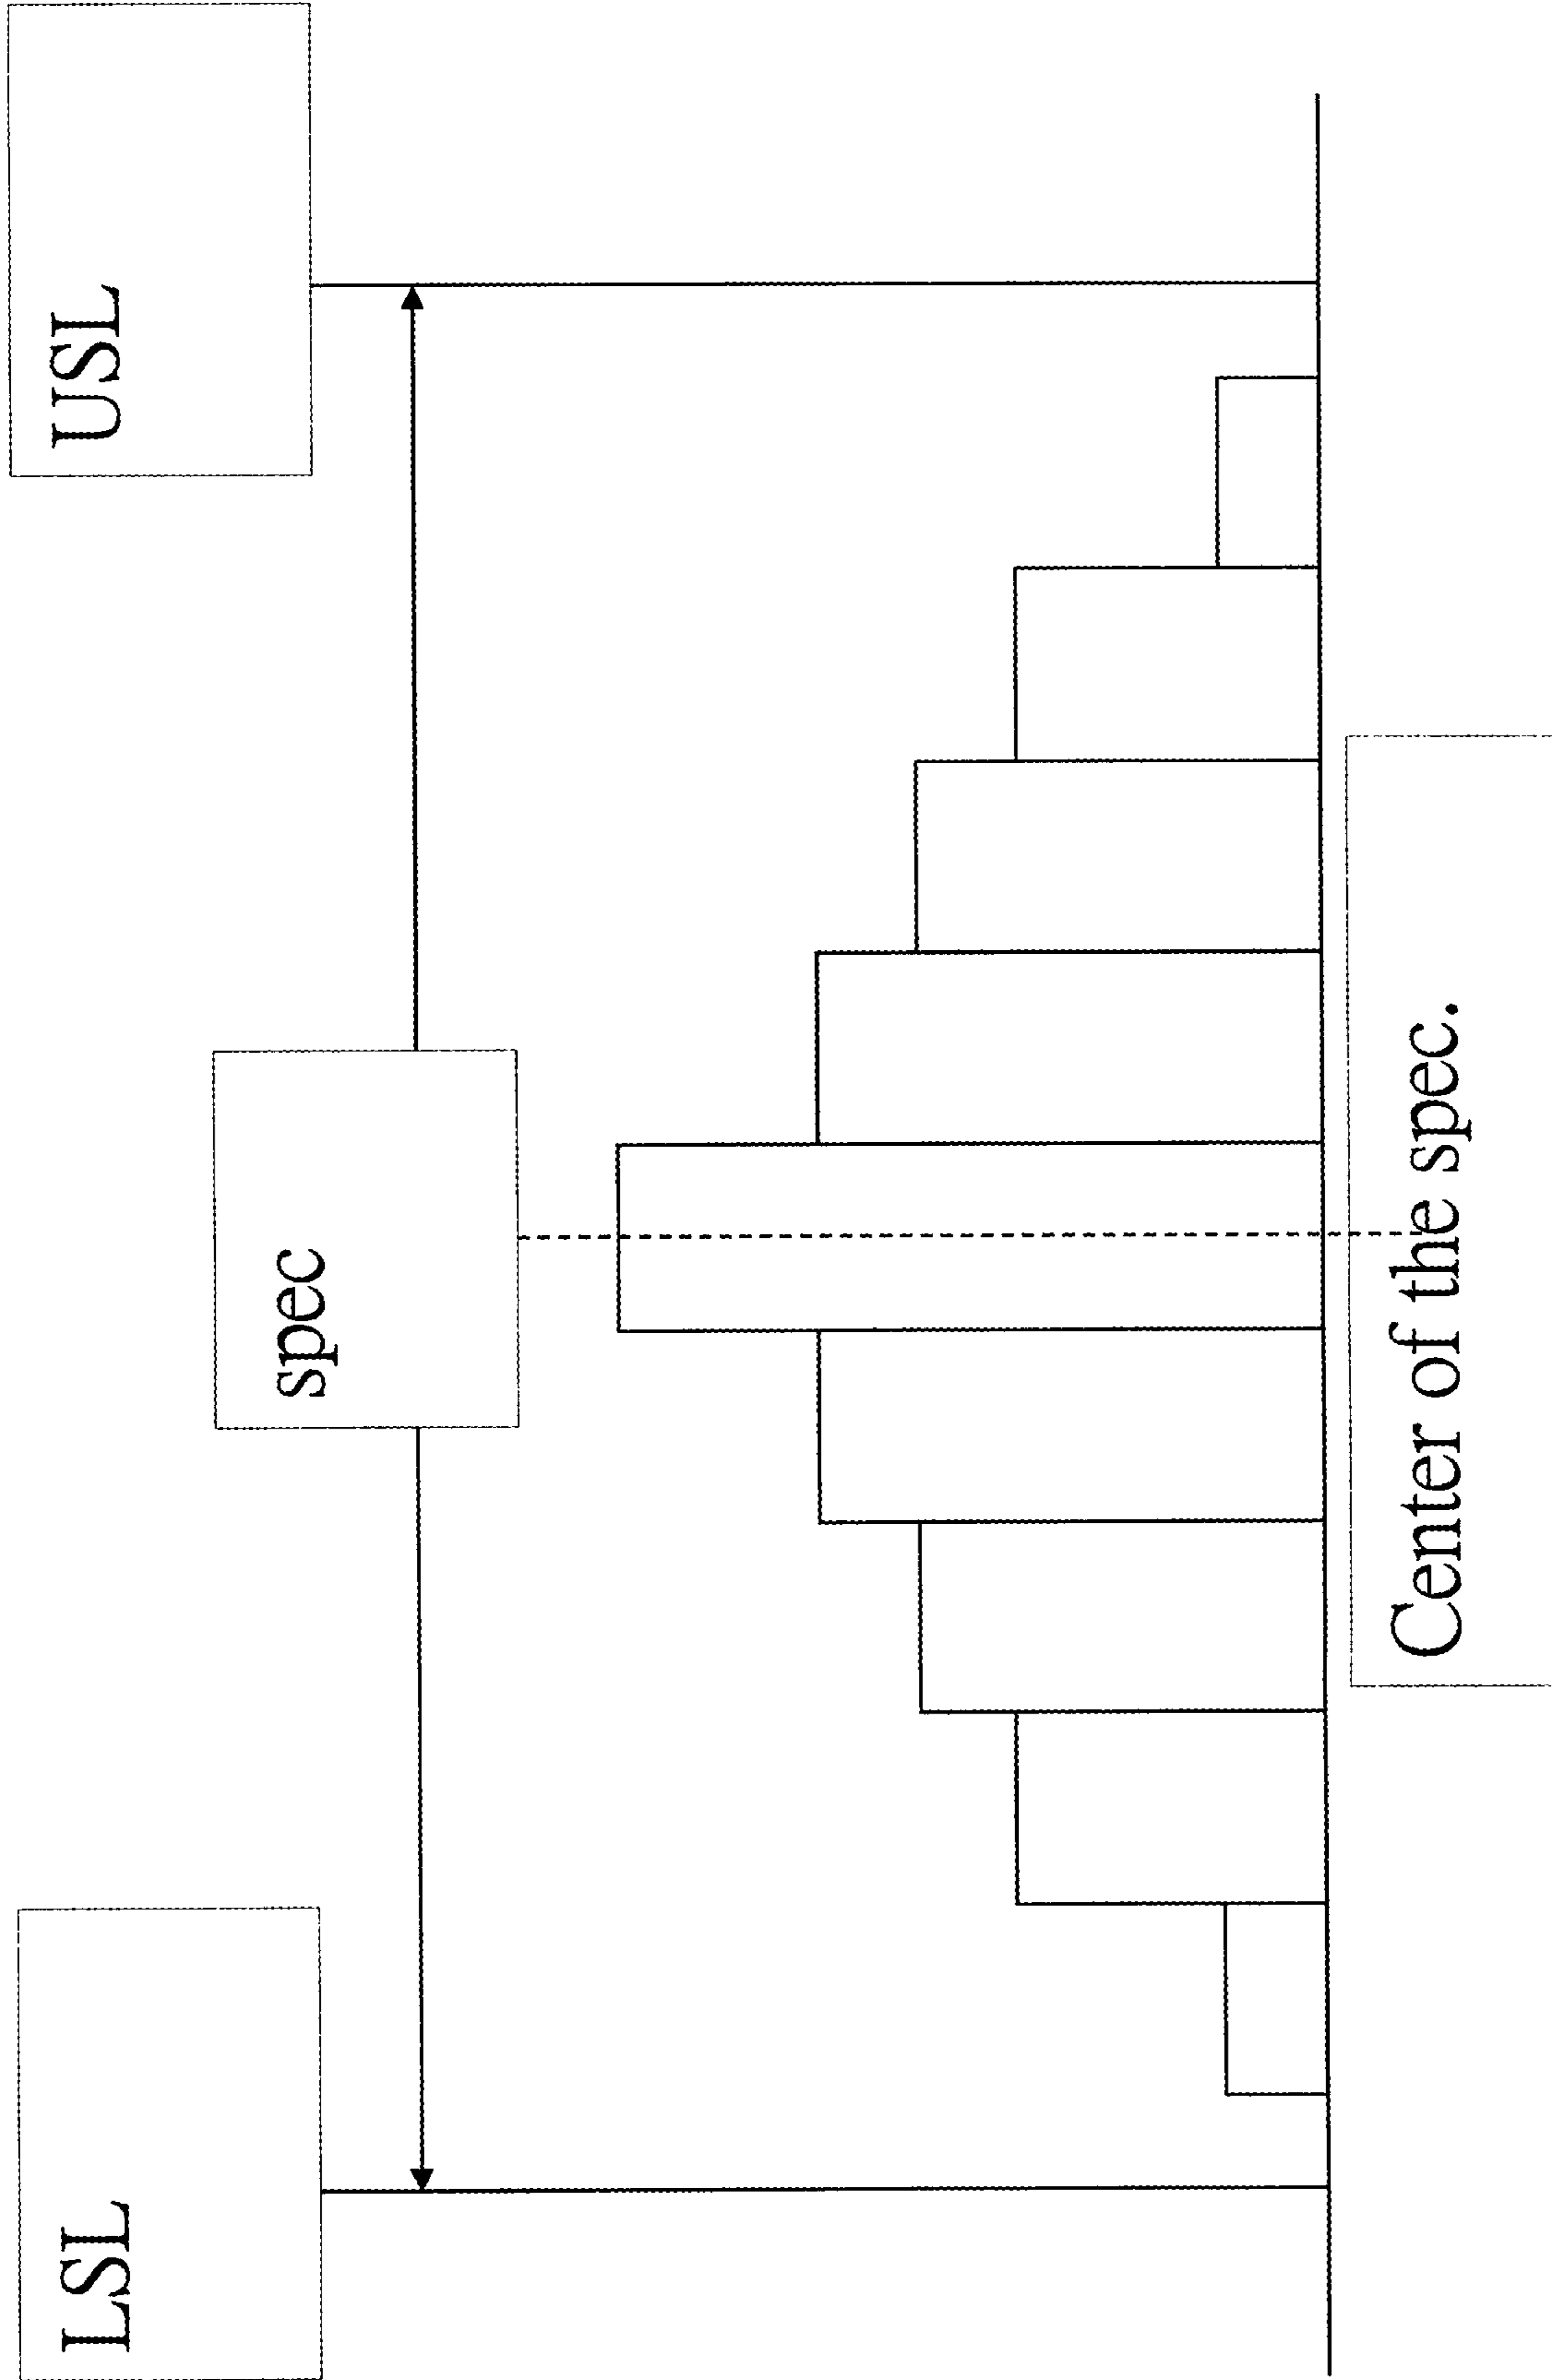 LSL
USL
spec
Center of the spec.